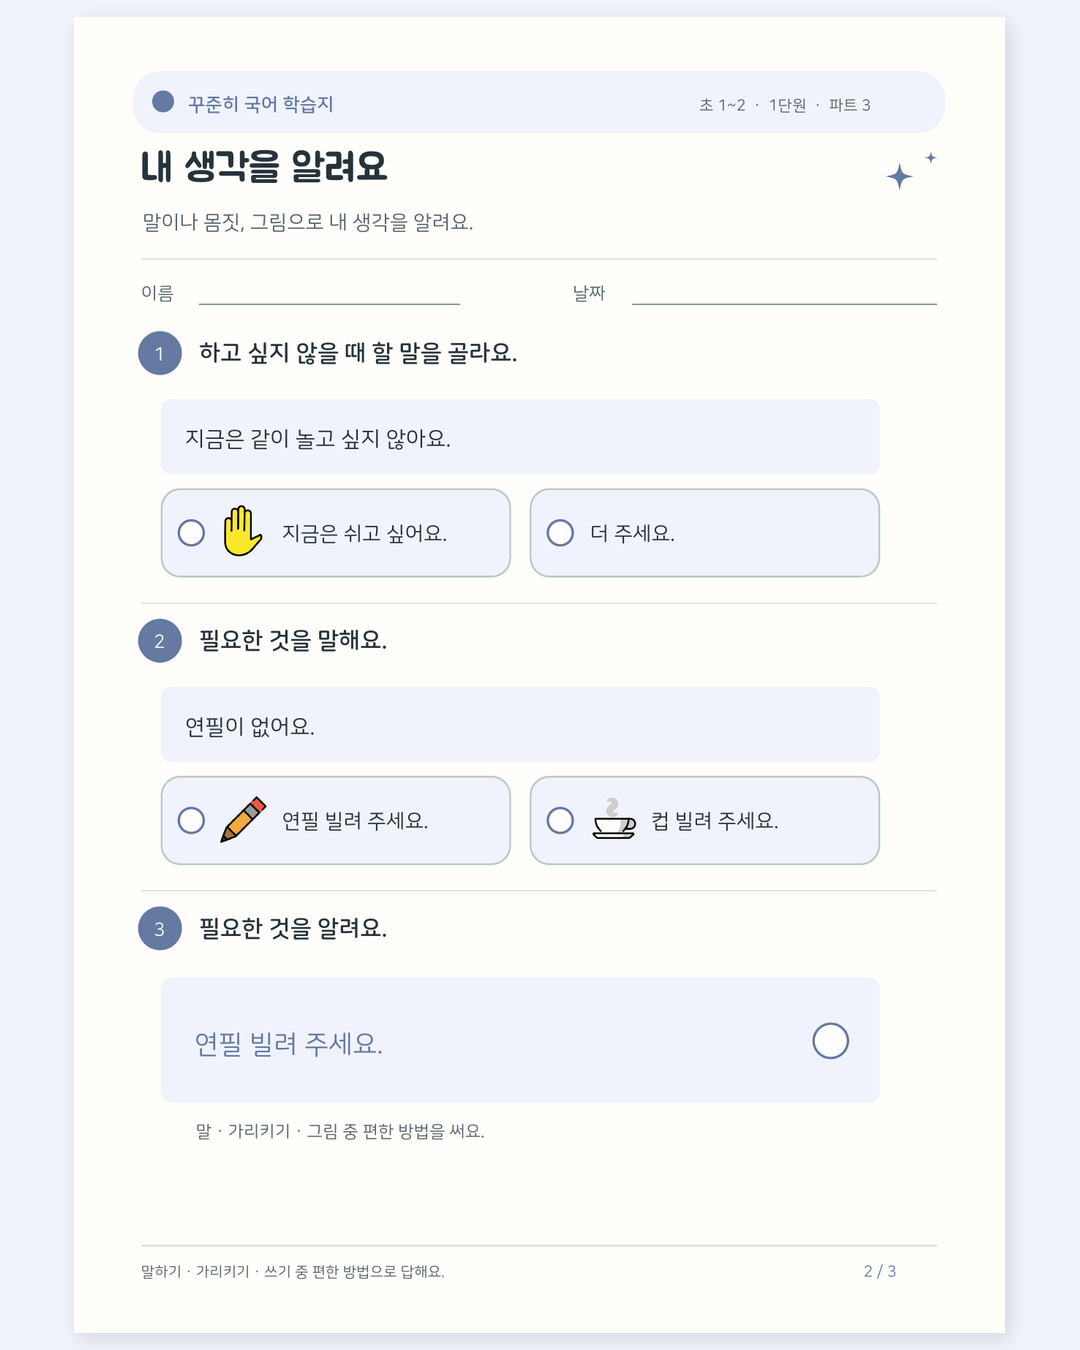 꾸준히 국어 학습지
초 1~2 · 1단원 · 파트 3
내 생각을 알려요
말이나 몸짓, 그림으로 내 생각을 알려요.
이름
날짜
1 하고 싶지 않을 때 할 말을 골라요.
지금은 같이 놀고 싶지 않아요.
지금은 쉬고 싶어요.
더 주세요.
2 필요한 것을 말해요.
연필이 없어요.
연필 빌려 주세요.
컵 빌려 주세요.
3 필요한 것을 알려요.
연필 빌려 주세요.
말 · 가리키기 · 그림 중 편한 방법을 써요.
말하기 · 가리키기 · 쓰기 중 편한 방법으로 답해요.
2 / 3